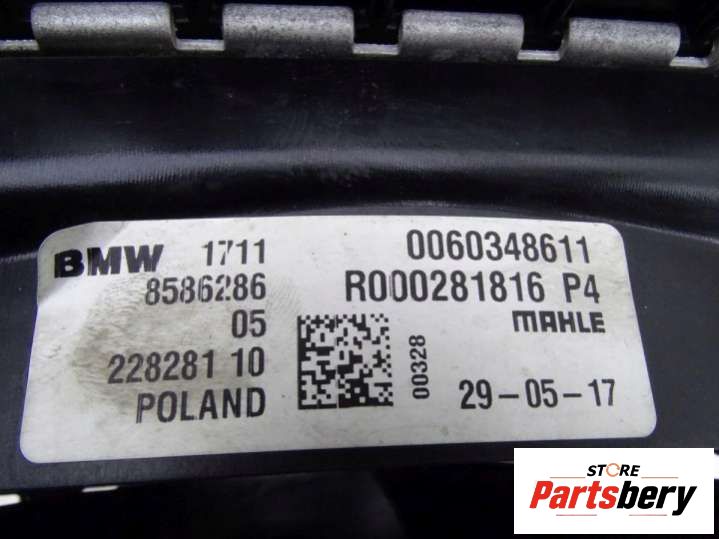 BMW 1711
8586286
05
228281 10
POLAND
0060348611
R000281816 P4
MAHLE
00328
29-05-17
STORE
Partsbery